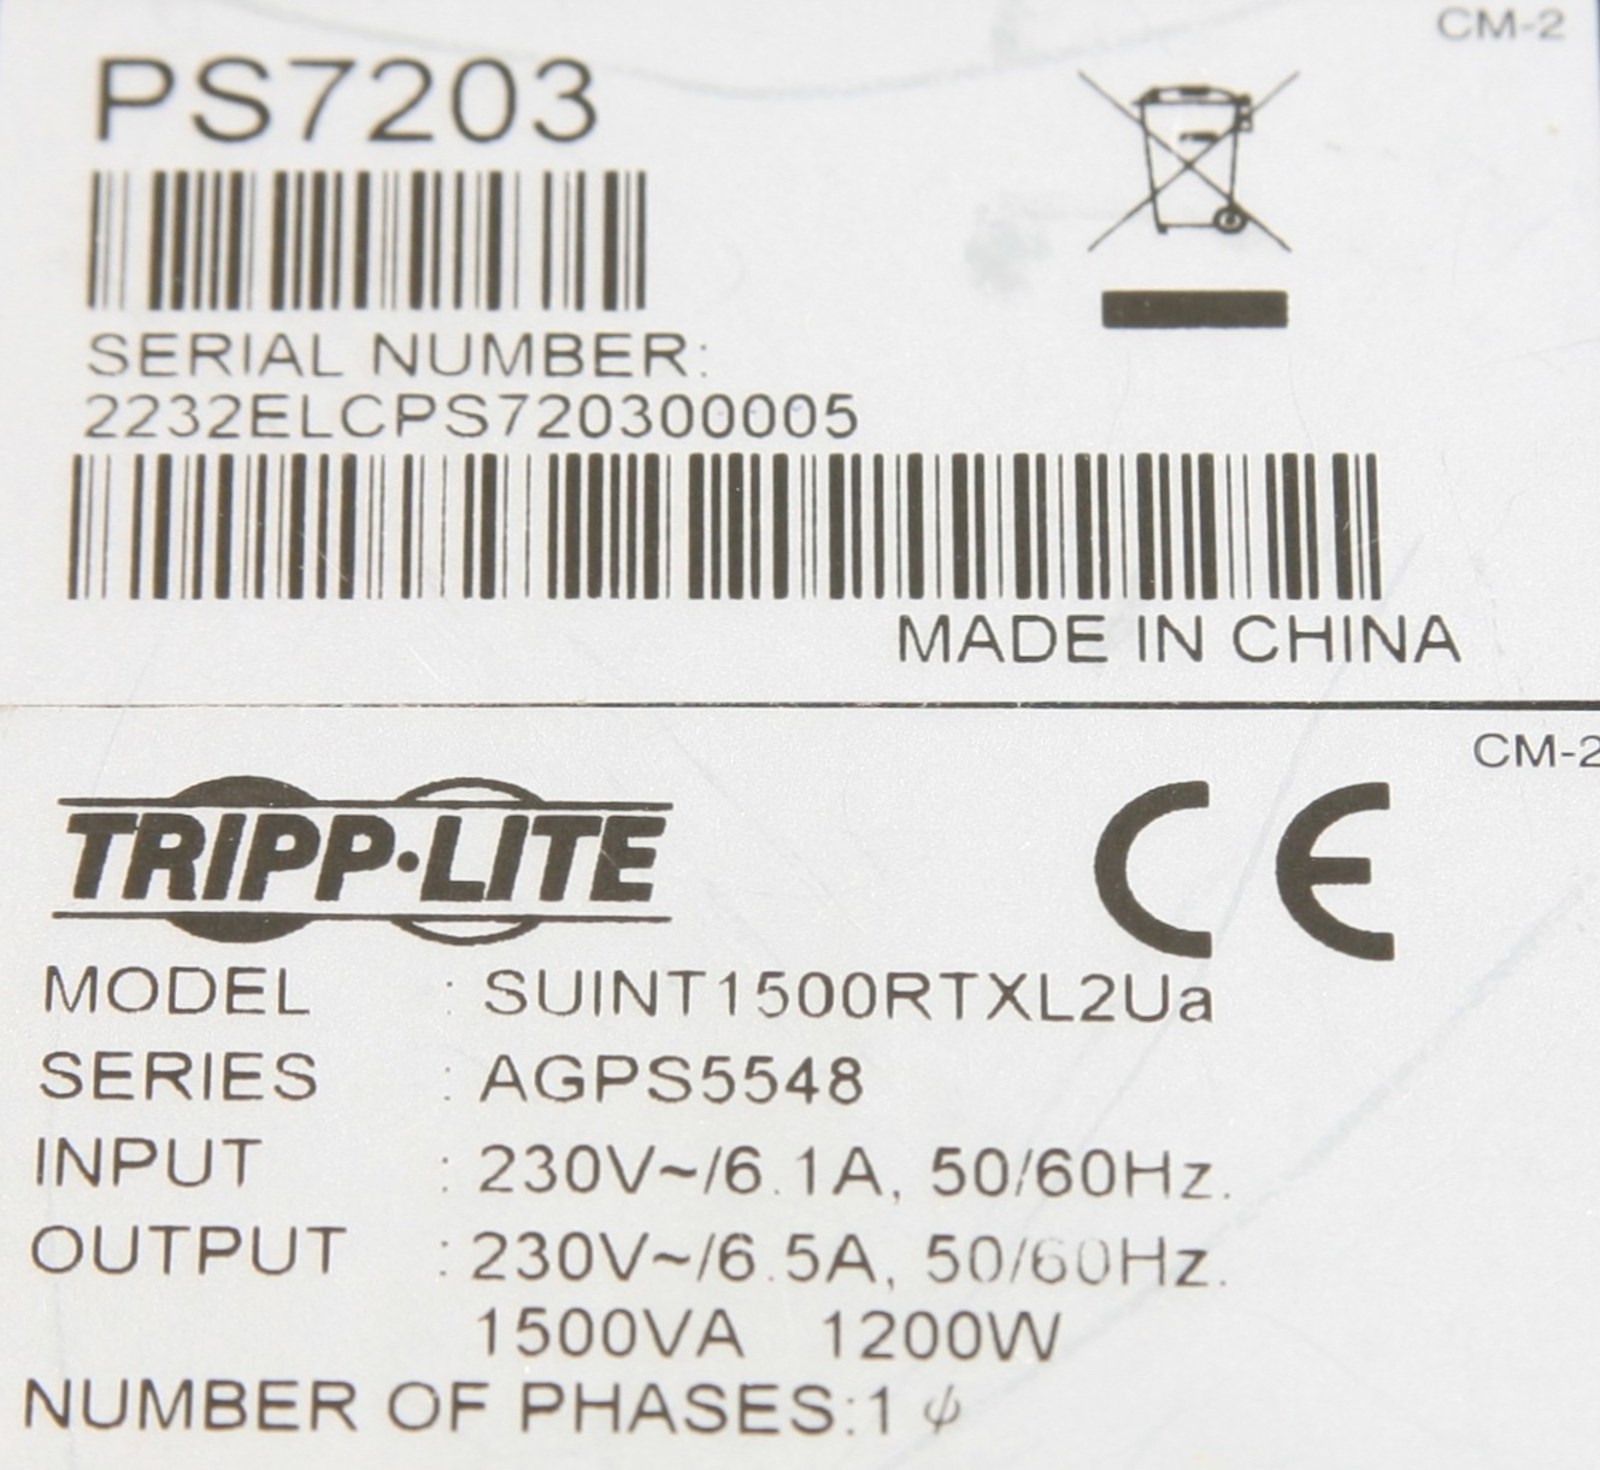 CM-2
PS7203
SERIAL NUMBER:
2232ELCPS720300005
MADE IN CHINA
CM-2
TRIPP·LITE
CE
MODEL : SUINT1500RTXL2Ua
SERIES : AGPS5548
INPUT : 230V~/6.1A, 50/60Hz.
OUTPUT : 230V~/6.5A, 50/60Hz.
1500VA 1200W
NUMBER OF PHASES:1 ϕ